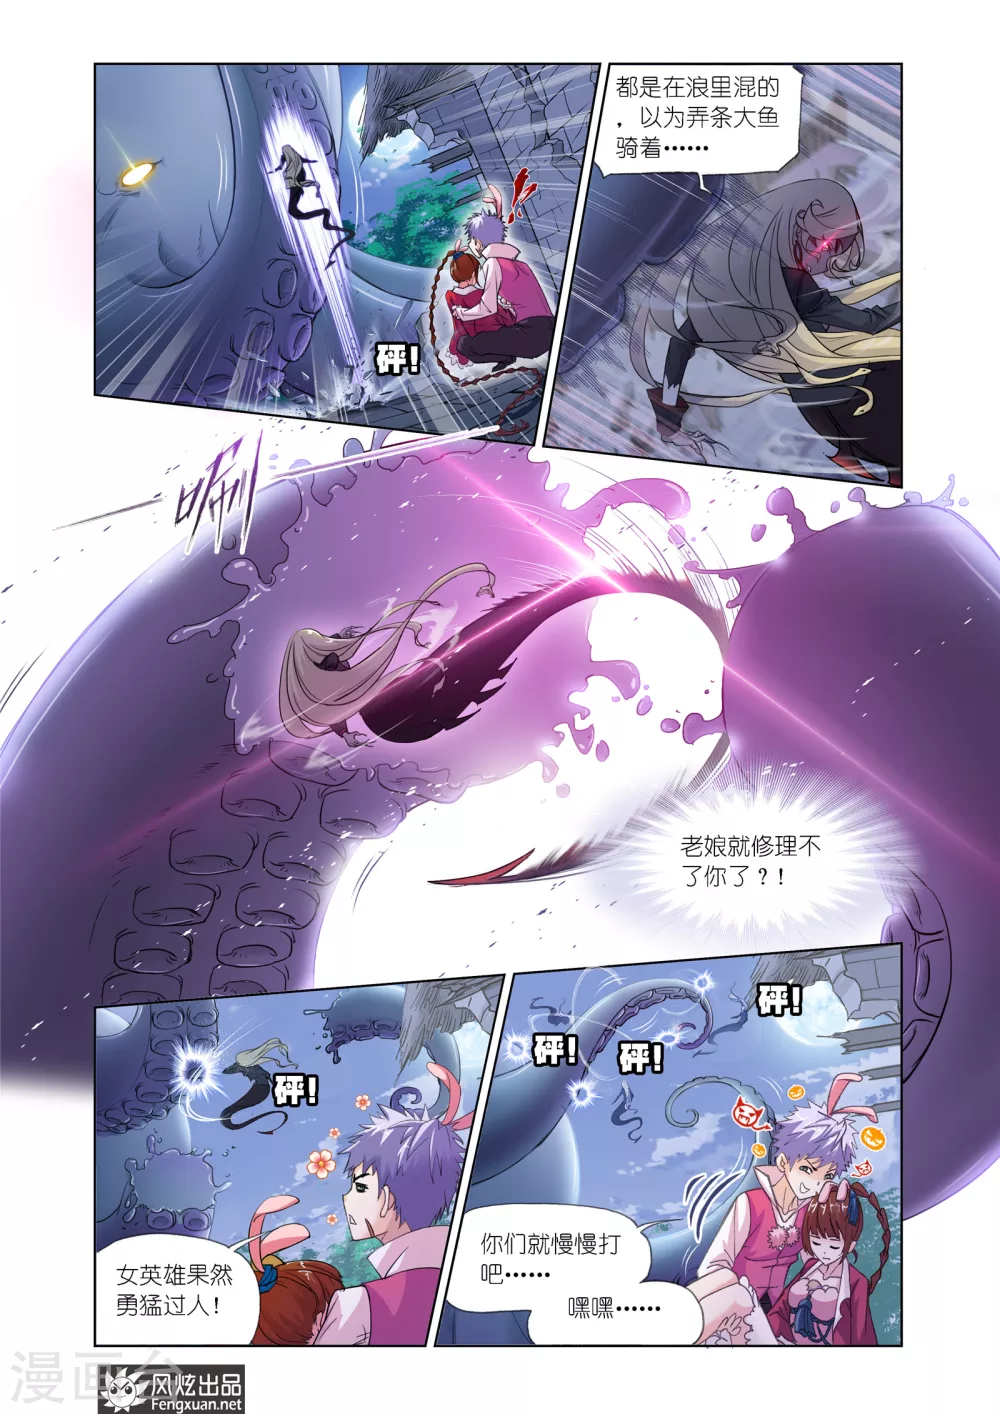 都是在浪里混的
，以为弄条大鱼
骑着……
砰!
唰
老娘就修理不
了你了？！
砰!
女英雄果然
勇猛过人！
砰!
砰!
砰!
你们就慢慢打
吧……
嘿嘿……
漫画台
风炫出品
Fengxuan.net